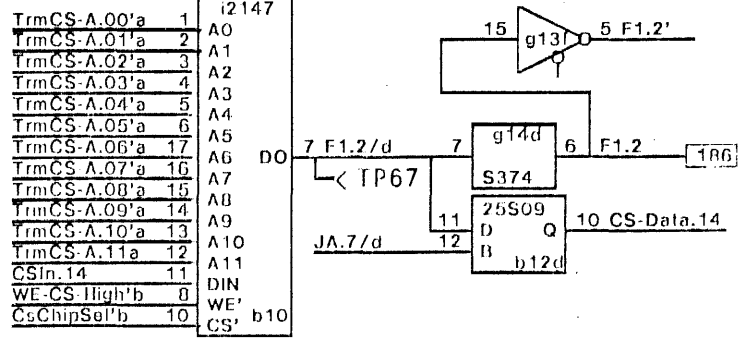 i2147
TrmCS-A.00'a 1 A0
TrmCS-A.01'a 2 A1
TrmCS-A.02'a 3 A2
TrmCS-A.03'a 4 A3
TrmCS-A.04'a 5 A4
TrmCS-A.05'a 6 A5
TrmCS-A.06'a 17 A6
TrmCS-A.07'a 16 A7
TrmCS-A.08'a 15 A8
TrmCS-A.09'a 14 A9
TrmCS-A.10'a 13 A10
TrmCS-A.11a 12 A11
CSIn.14 11 DIN
WE-CS-High'b 8 WE'
CsChipSel'b 10 CS'
b10
DO 7 F1.2/d
< TP67
15 g13f 5 F1.2'
7 g14d 6 F1.2 186
S374
25S09
11 D Q 10 CS-Data.14
JA.7/d 12 B
b12d